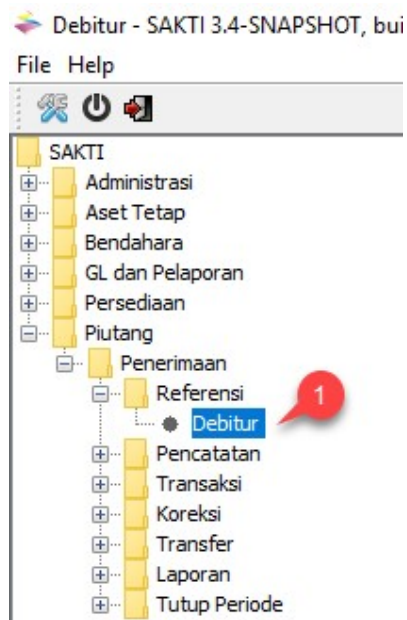 Debitur - SAKTI 3.4-SNAPSHOT, bui
File Help
SAKTI
Administrasi
Aset Tetap
Bendahara
GL dan Pelaporan
Persediaan
Piutang
Penerimaan
Referensi
1
Debitur
Pencatatan
Transaksi
Koreksi
Transfer
Laporan
Tutup Periode